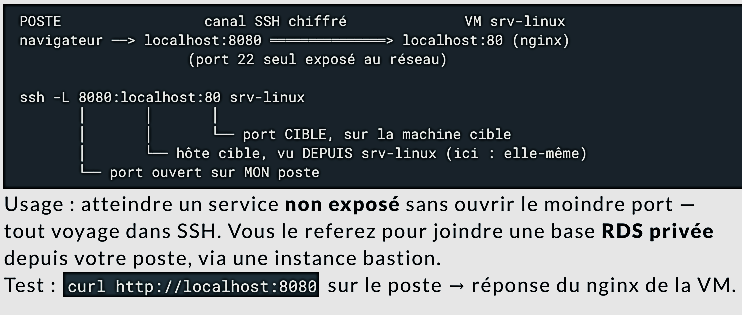 POSTE canal SSH chiffré VM srv-linux
navigateur ──> localhost:8080 ═════════════> localhost:80 (nginx)
(port 22 seul exposé au réseau)
ssh -L 8080:localhost:80 srv-linux
└─ port CIBLE, sur la machine cible
└─ hôte cible, vu DEPUIS srv-linux (ici : elle-même)
└─ port ouvert sur MON poste
Usage : atteindre un service non exposé sans ouvrir le moindre port —
tout voyage dans SSH. Vous le referez pour joindre une base RDS privée
depuis votre poste, via une instance bastion.
Test : curl http://localhost:8080 sur le poste → réponse du nginx de la VM.